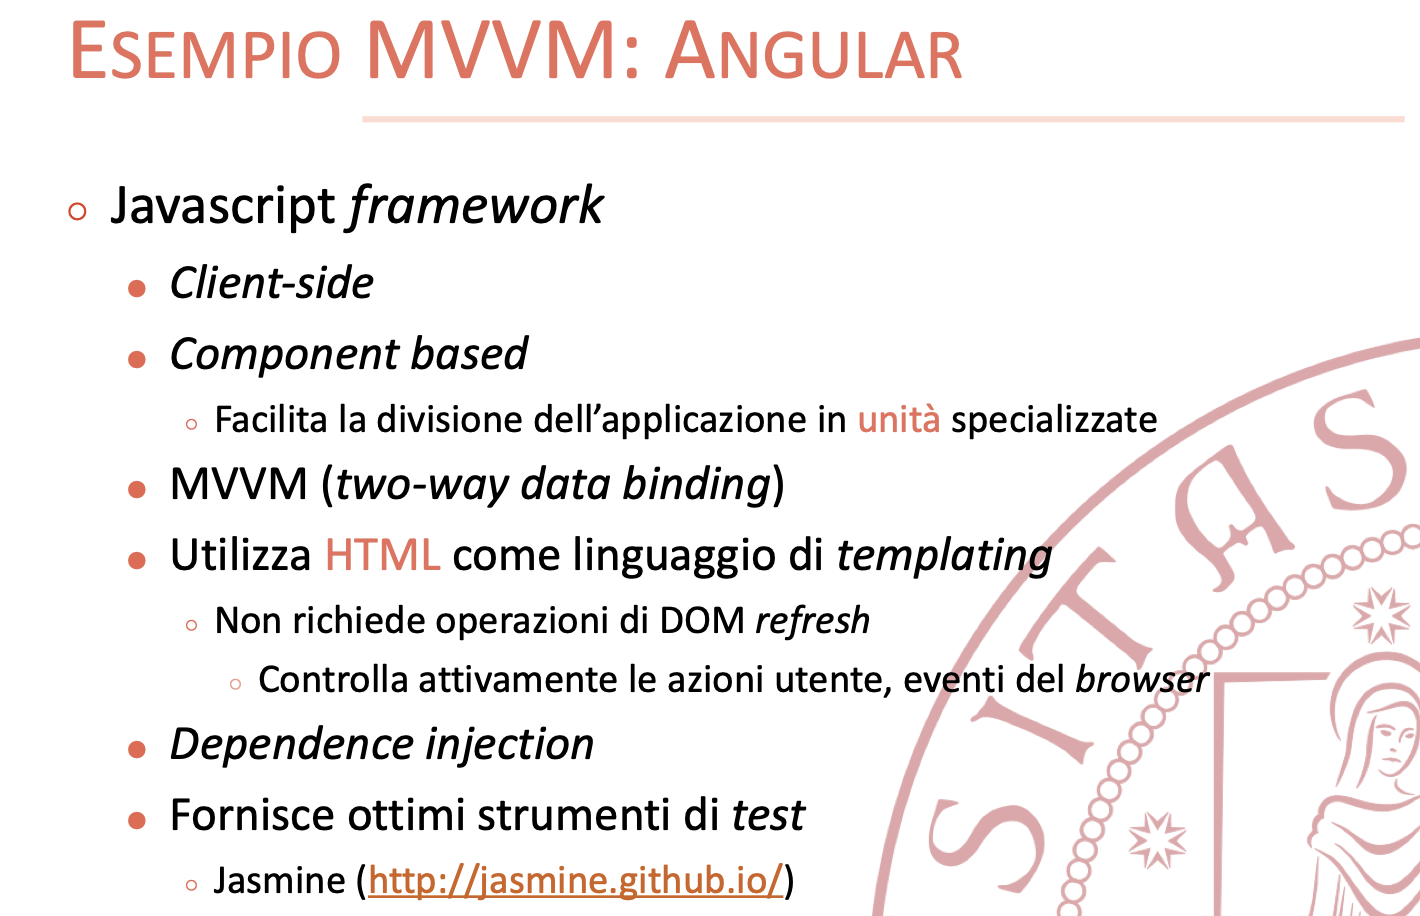 ESEMPIO MVVM: ANGULAR
Javascript framework
Client-side
Component based
Facilita la divisione dell’applicazione in unità specializzate
MVVM (two-way data binding)
Utilizza HTML come linguaggio di templating
Non richiede operazioni di DOM refresh
Controlla attivamente le azioni utente, eventi del browser
Dependence injection
Fornisce ottimi strumenti di test
Jasmine (http://jasmine.github.io/)
SITAS